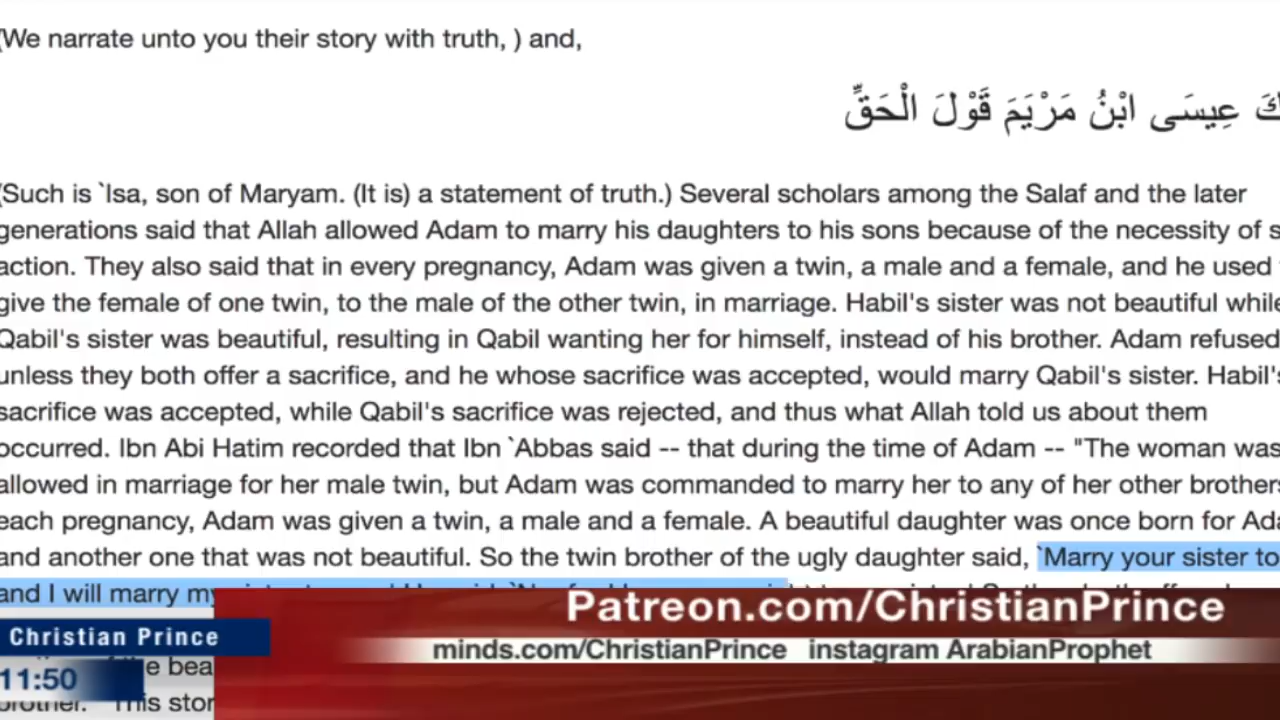 (We narrate unto you their story with truth, ) and,
عِيسَى ابْنُ مَرْيَمَ قَوْلَ الْحَقِّ
(Such is `Isa, son of Maryam. (It is) a statement of truth.) Several scholars among the Salaf and the later
generations said that Allah allowed Adam to marry his daughters to his sons because of the necessity of
action. They also said that in every pregnancy, Adam was given a twin, a male and a female, and he used
give the female of one twin, to the male of the other twin, in marriage. Habil's sister was not beautiful while
Qabil's sister was beautiful, resulting in Qabil wanting her for himself, instead of his brother. Adam refused
unless they both offer a sacrifice, and he whose sacrifice was accepted, would marry Qabil's sister. Habil's
sacrifice was accepted, while Qabil's sacrifice was rejected, and thus what Allah told us about them
occurred. Ibn Abi Hatim recorded that Ibn `Abbas said -- that during the time of Adam -- "The woman was
allowed in marriage for her male twin, but Adam was commanded to marry her to any of her other brothers
each pregnancy, Adam was given a twin, a male and a female. A beautiful daughter was once born for
and another one that was not beautiful. So the twin brother of the ugly daughter said, `Marry your sister to
and I will marry my
Patreon.com/ChristianPrince
Christian Prince
minds.com/ChristianPrince instagram ArabianProphet
the bea
11:50
brother." This stor